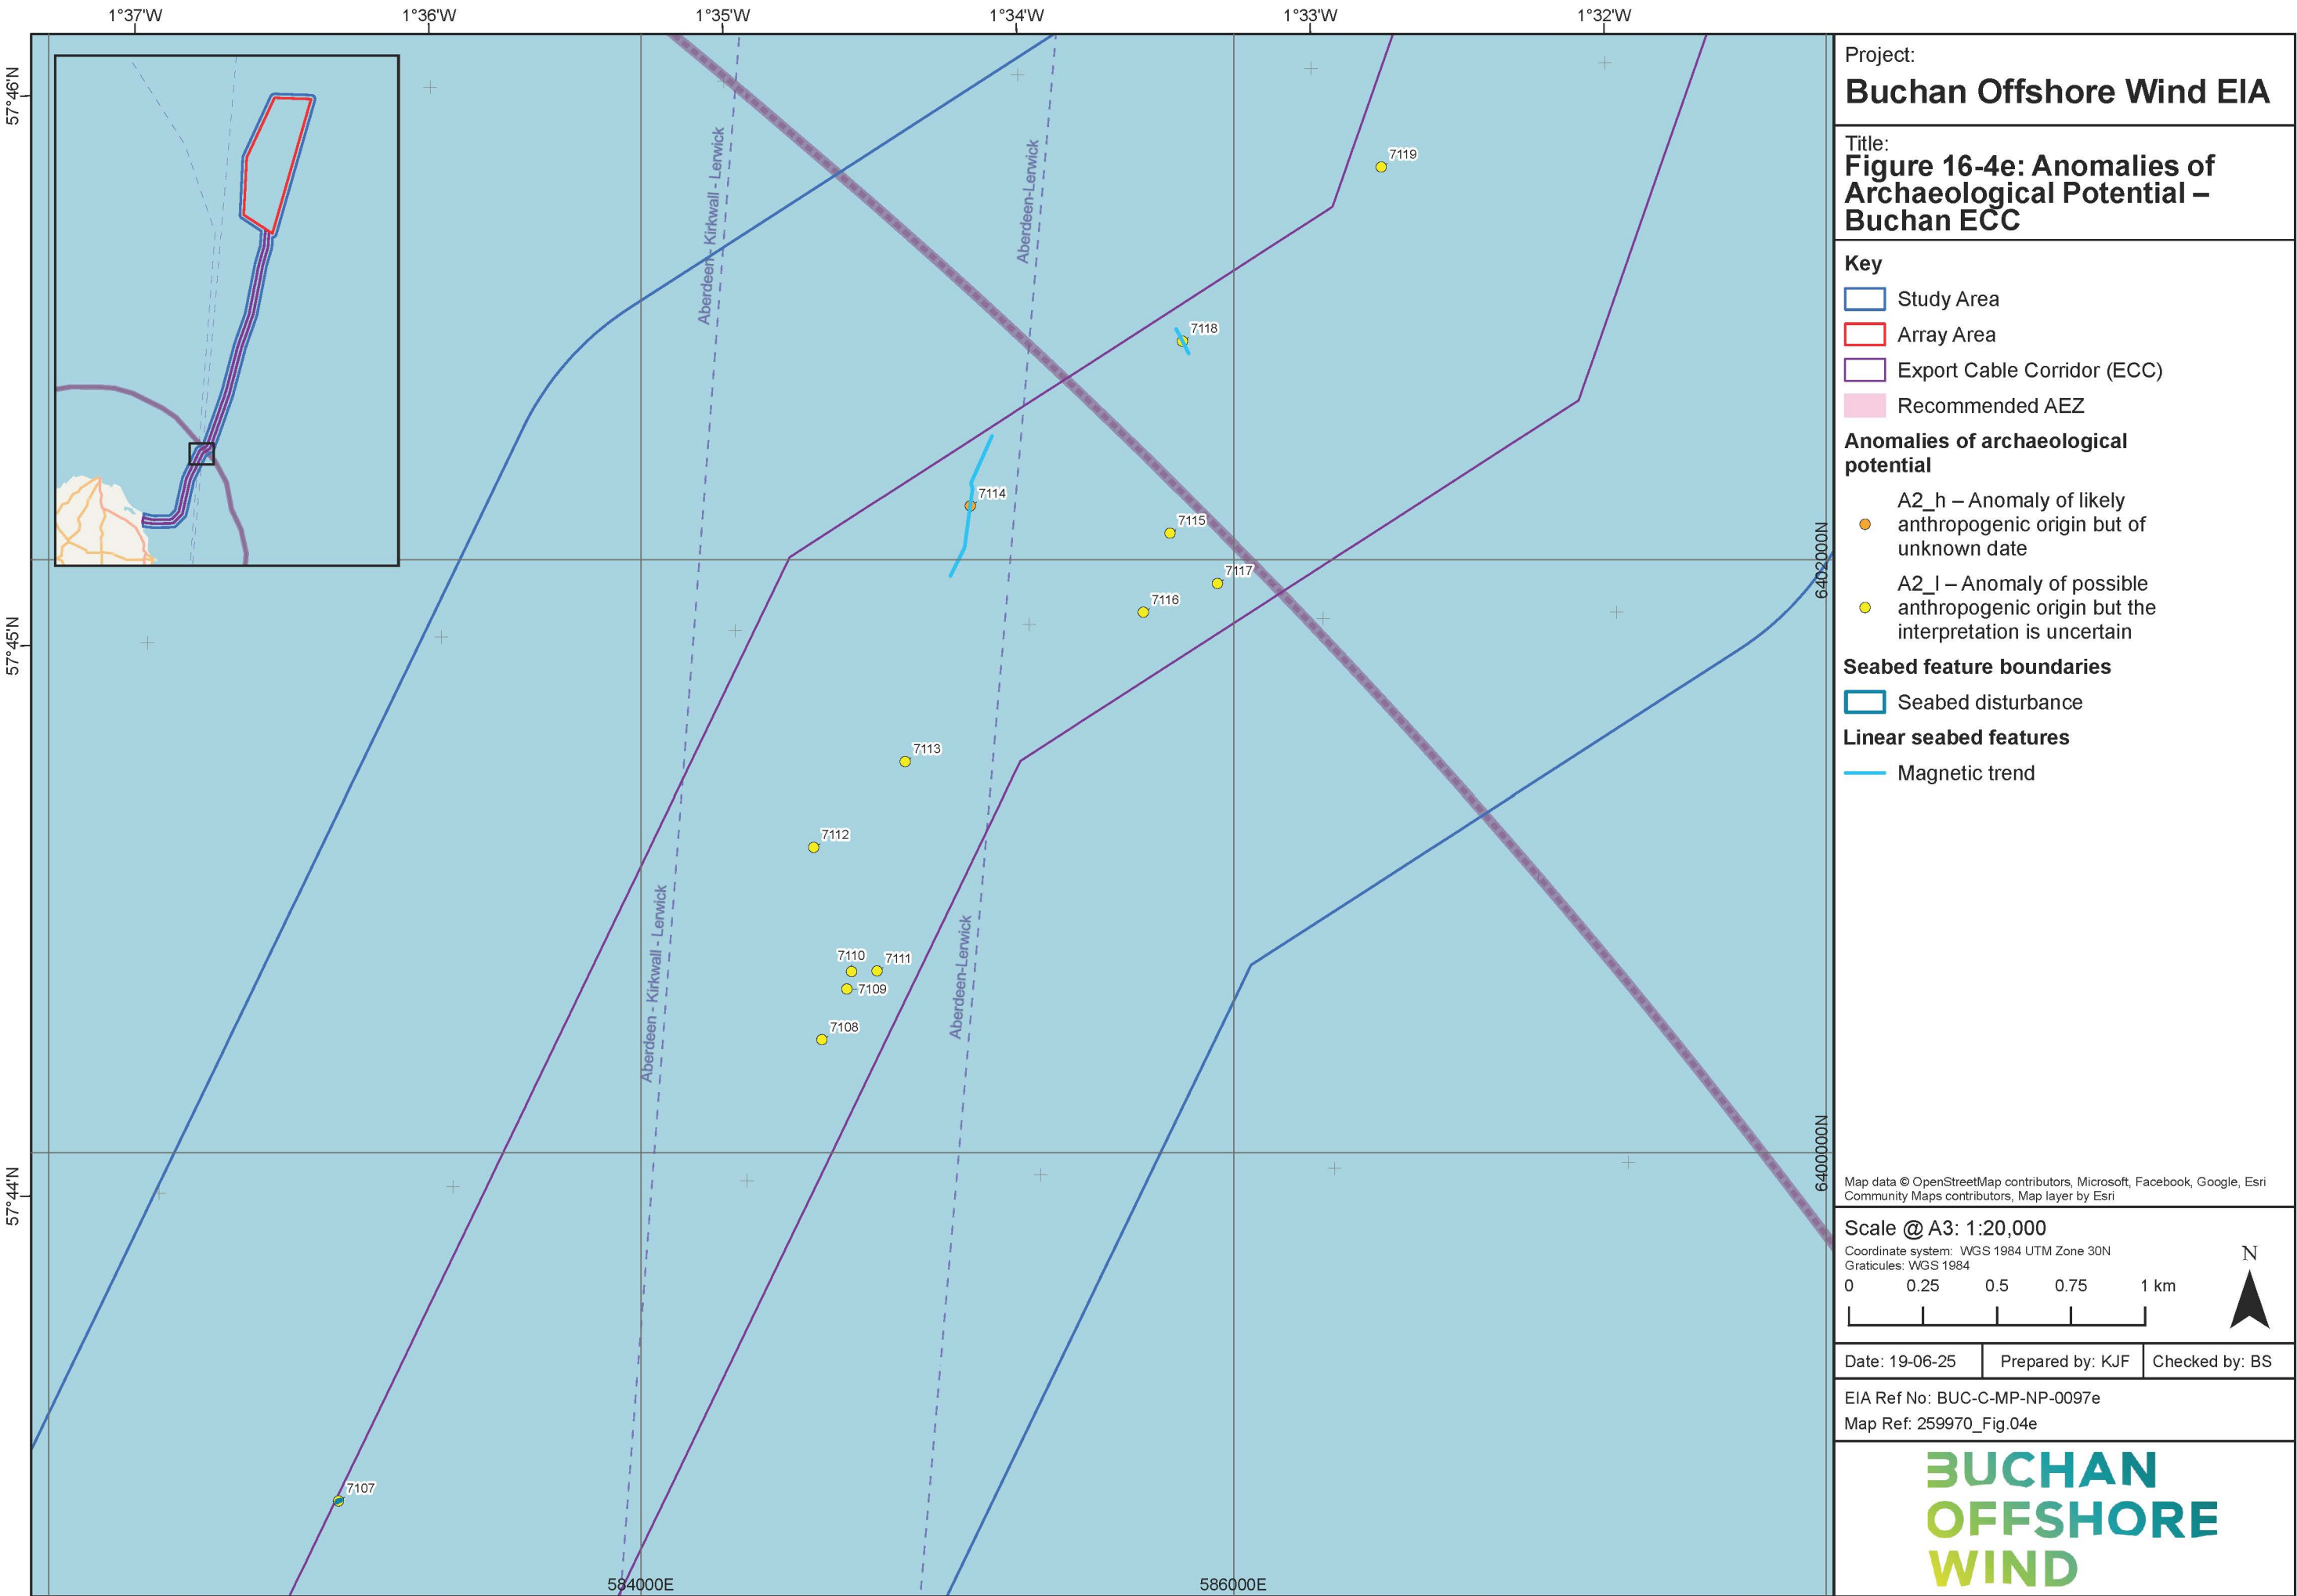 1°37'W
1°36'W
1°35'W
1°34'W
1°33'W
1°32'W
57°46'N
57°45'N
57°44'N
Aberdeen - Kirkwall - Lerwick
Aberdeen-Lerwick
7119
7118
7114
7115
7117
7116
6402000N
7113
7112
7110
7111
7109
7108
Aberdeen - Kirkwall - Lerwick
Aberdeen-Lerwick
6400000N
7107
584000E
586000E
Project:
Buchan Offshore Wind EIA
Title:
Figure 16-4e: Anomalies of
Archaeological Potential –
Buchan ECC
Key
Study Area
Array Area
Export Cable Corridor (ECC)
Recommended AEZ
Anomalies of archaeological
potential
A2_h – Anomaly of likely
anthropogenic origin but of
unknown date
A2_l – Anomaly of possible
anthropogenic origin but the
interpretation is uncertain
Seabed feature boundaries
Seabed disturbance
Linear seabed features
Magnetic trend
Map data © OpenStreetMap contributors, Microsoft, Facebook, Google, Esri
Community Maps contributors, Map layer by Esri
Scale @ A3: 1:20,000
Coordinate system: WGS 1984 UTM Zone 30N
Graticules: WGS 1984
N
0 0.25 0.5 0.75 1 km
Date: 19-06-25 Prepared by: KJF Checked by: BS
EIA Ref No: BUC-C-MP-NP-0097e
Map Ref: 259970_Fig.04e
BUCHAN
OFFSHORE
WIND